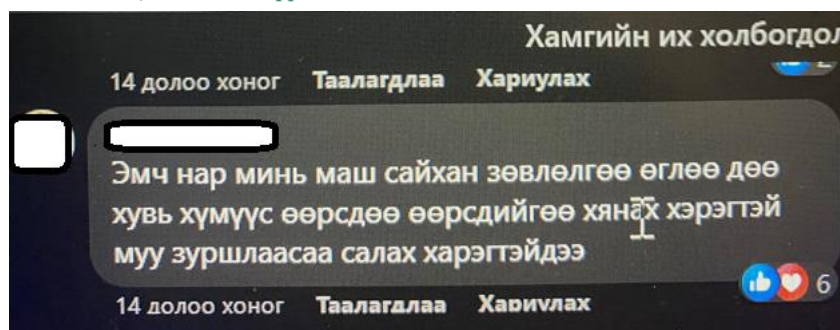 Хамгийн их холбогдол
14 долоо хоног Таалагдлаа Хариулах
2
Эмч нар минь маш сайхан зөвлөлгөө өглөө дөө
хувь хүмүүс өөрсдөө өөрсдийгөө хянах хэрэгтэй
муу зуршлаасаа салах харэгтэйдээ
6
14 долоо хоног Таалагдлаа Хариулах